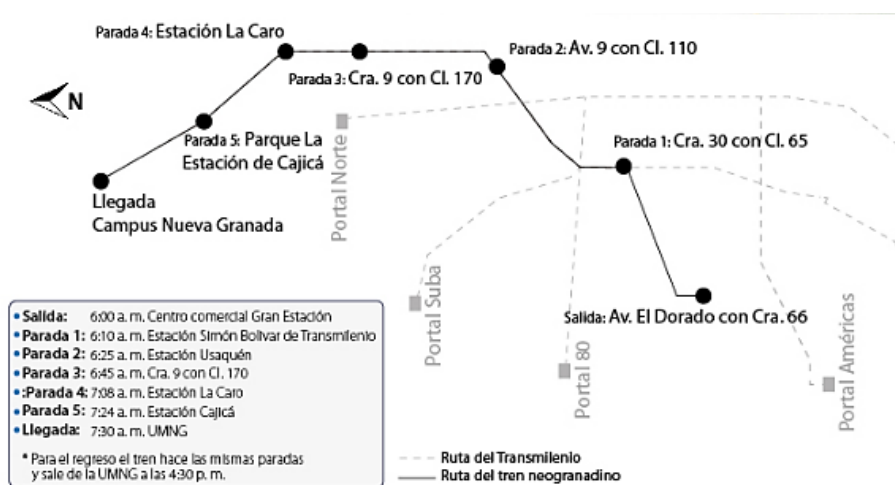 Parada 4: Estación La Caro
Parada 2: Av. 9 con Cl. 110
Parada 3: Cra. 9 con Cl. 170
N
Parada 5: Parque La
Estación de Cajicá
Parada 1: Cra. 30 con Cl. 65
Llegada
Campus Nueva Granada
Portal Norte
Portal Suba
Portal 80
Portal Américas
Salida: Av. El Dorado con Cra. 66
• Salida: 6:00 a. m. Centro comercial Gran Estación
• Parada 1: 6:10 a. m. Estación Simón Bolivar de Transmilenio
• Parada 2: 6:25 a. m. Estación Usaquén
• Parada 3: 6:45 a. m. Cra. 9 con Cl. 170
• :Parada 4: 7:08 a. m. Estación La Caro
• Parada 5: 7:24 a. m. Estación Cajicá
• Llegada: 7:30 a. m. UMNG
* Para el regreso el tren hace las mismas paradas
y sale de la UMNG a las 4:30 p. m.
Ruta del Transmilenio
Ruta del tren neogranadino